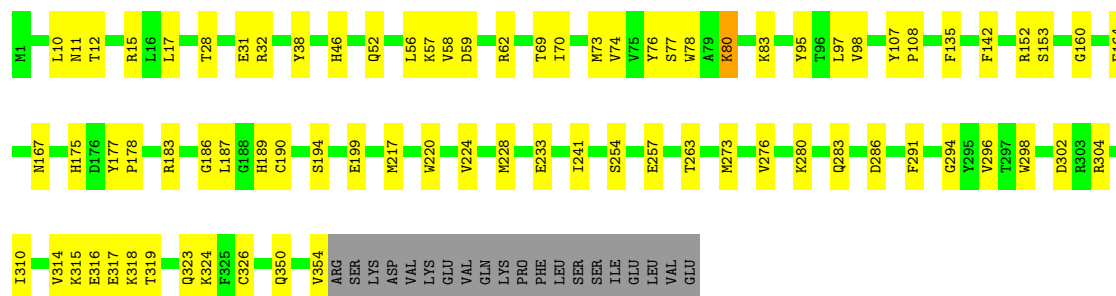 M1 L10 N11 T12 R15 L16 L17 T28 E31 R32 Y38 H46 Q52 L56 K57 V58 D59 R62 T69 I70 M73 V74 V75 Y76 S77 W78 A79 K80 K83 Y95 T96 L97 V98 Y107 P108 F135 F142 R152 S153 G160
N167 H175 D176 Y177 P178 R183 G186 L187 G188 H189 C190 S194 E199 M217 W220 V224 M228 E233 I241 S254 E257 T263 M273 V276 K280 Q283 D286 F291 G294 Y295 V296 T297 W298 D302 R303 R304
I310 V314 K315 E316 E317 K318 T319 Q323 K324 F325 C326 Q350 V354 ARG SER LYS ASP VAL LYS GLU VAL GLN LYS PRO PHE LEU SER SER ILE GLU LEU VAL GLU